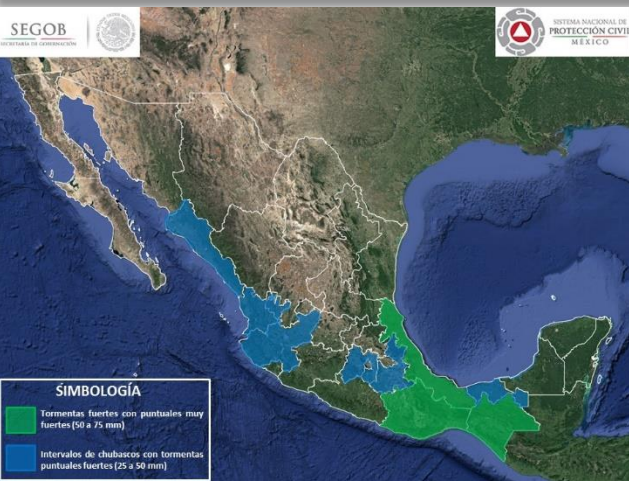 SEGOB
SECRETARÍA DE GOBERNACIÓN
SISTEMA NACIONAL DE
PROTECCIÓN CIVIL
MÉXICO
SIMBOLOGÍA
Tormentas fuertes con puntuales muy
fuertes (50 a 75 mm)
Intervalos de chubascos con tormentas
puntuales fuertes (25 a 50 mm)